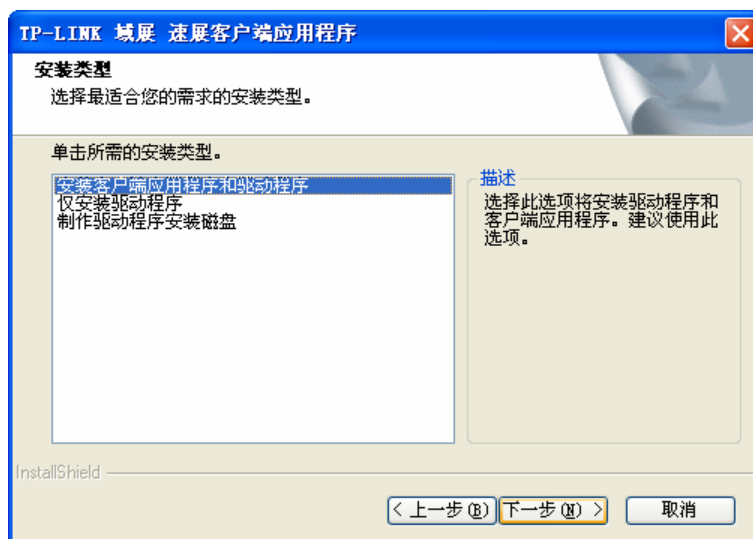 TP-LINK 域展 速展客户端应用程序
安装类型
选择最适合您的需求的安装类型。
单击所需的安装类型。
安装客户端应用程序和驱动程序
仅安装驱动程序
制作驱动程序安装磁盘
描述
选择此选项将安装驱动程序和
客户端应用程序。建议使用此
选项。
InstallShield
< 上一步(B)
下一步(N) >
取消